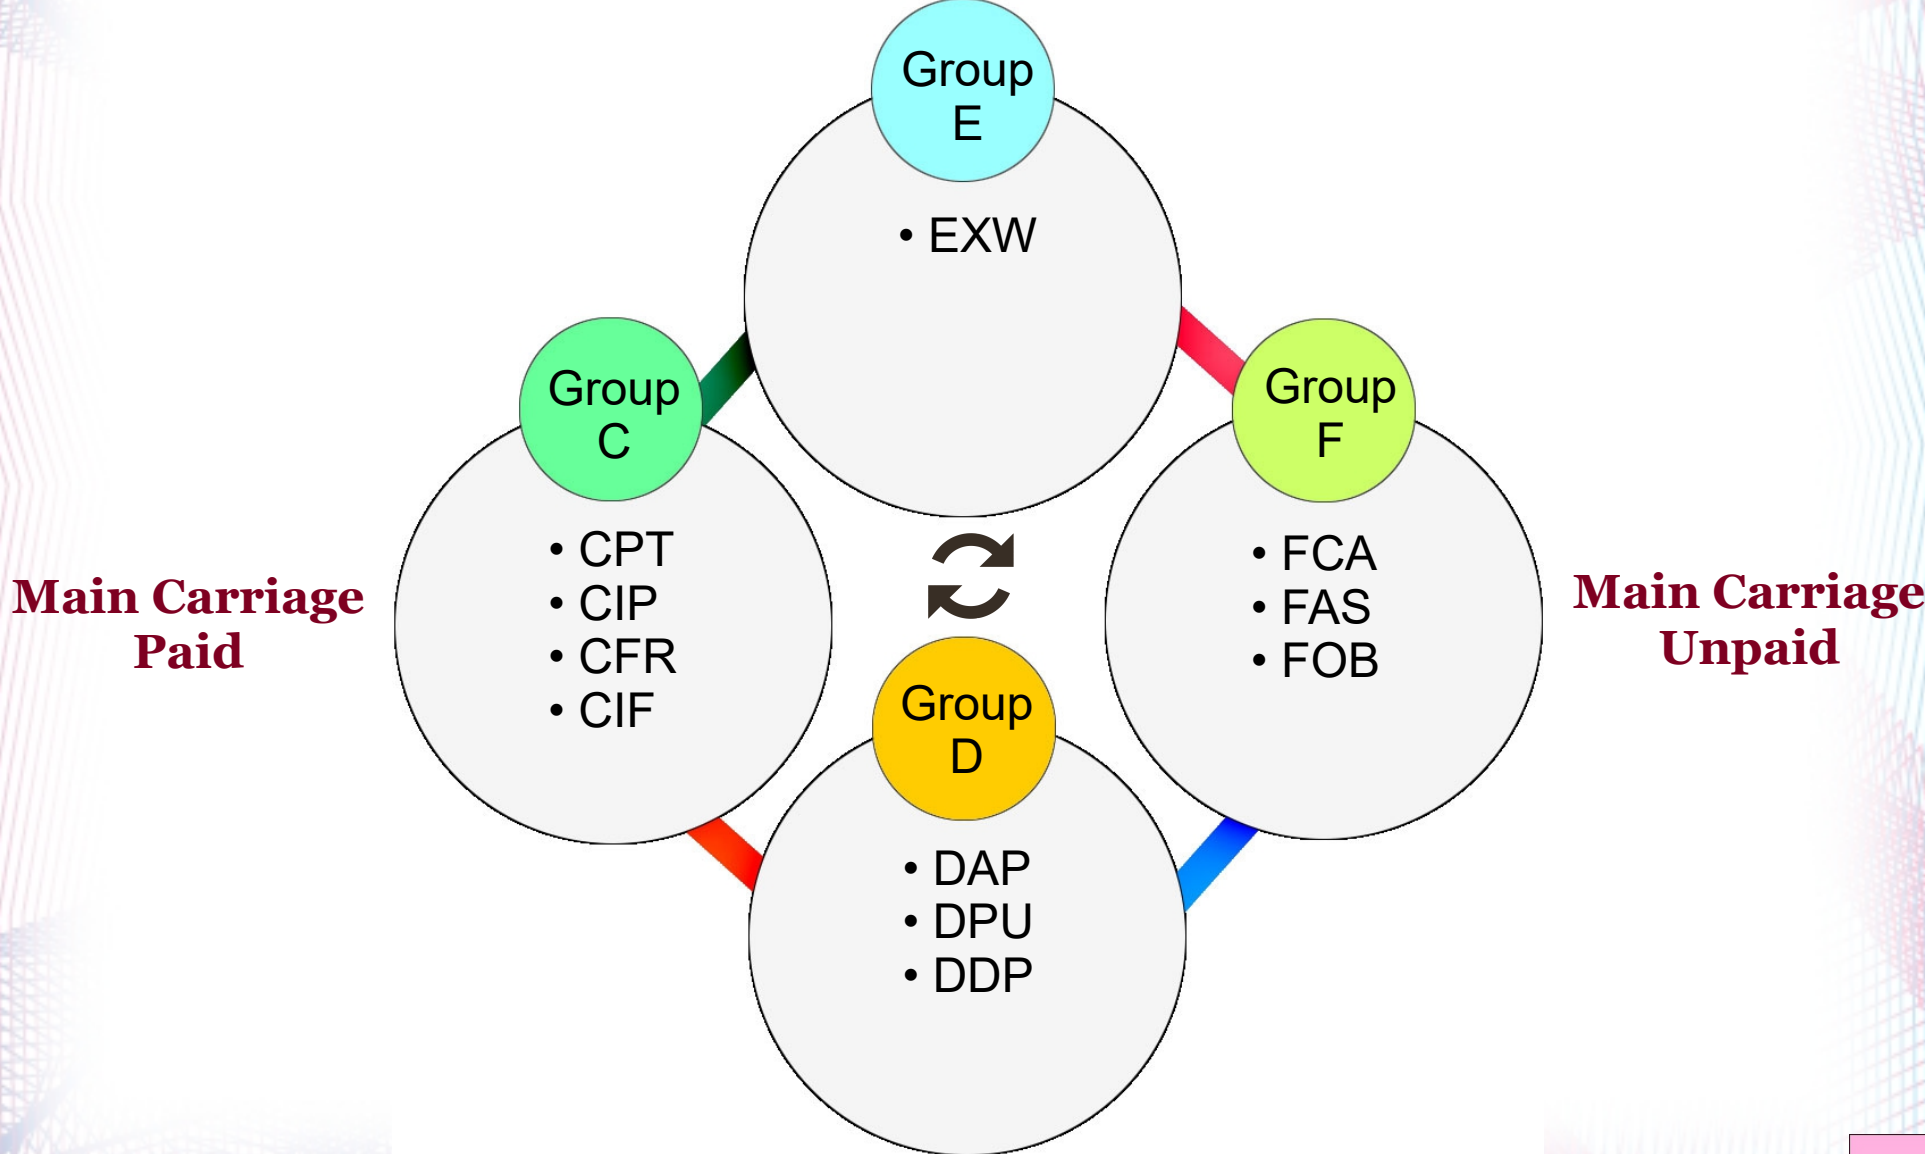 Group
E
• EXW
Group
C
• CPT
• CIP
• CFR
• CIF
Main Carriage
Paid
Group
F
• FCA
• FAS
• FOB
Main Carriage
Unpaid
Group
D
• DAP
• DPU
• DDP